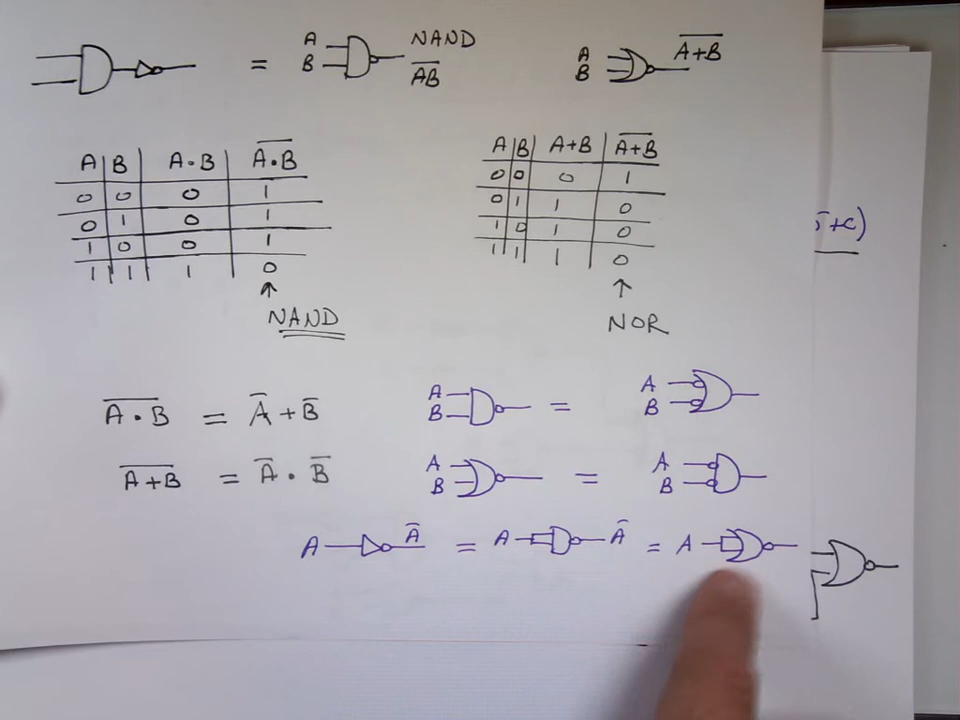 = A B NAND A̅B̅ A B A̅+̅B̅
A B A·B A̅·̅B̅
0 0 0 1
0 1 0 1
1 0 0 1
1 1 1 0
↑
NAND
A B A+B A̅+̅B̅
0 0 0 1
0 1 1 0
1 0 1 0
1 1 1 0
↑
NOR
+C)
A̅·̅B̅ = A̅ + B̅
A B = A B
A̅+̅B̅ = A̅ · B̅
A B = A B
A A̅ = A A̅ = A